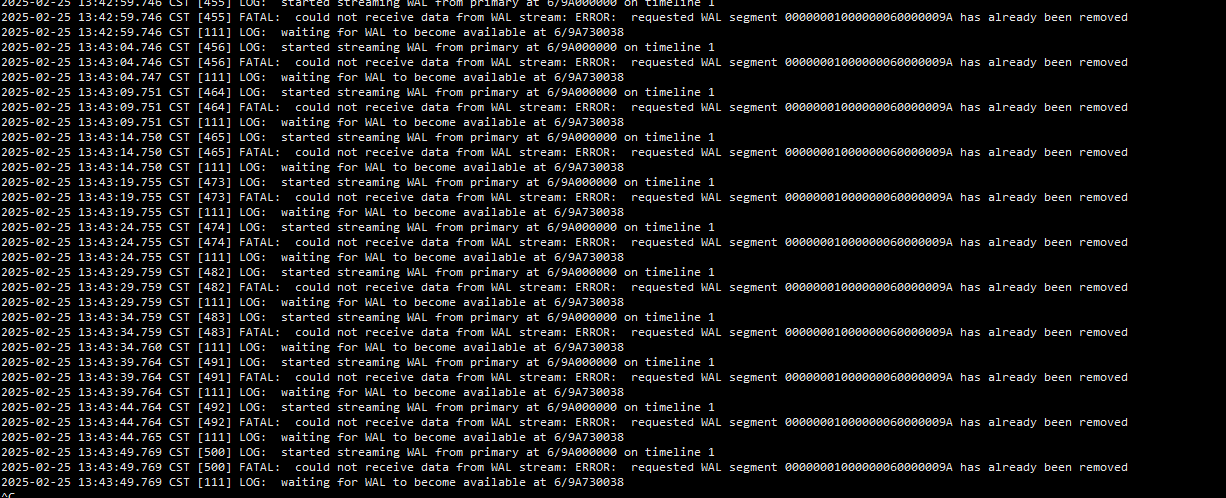 2025-02-25 13:42:59.746 CST [455] LOG:  started streaming WAL from primary at 6/9A000000 on timeline 1
2025-02-25 13:42:59.746 CST [455] FATAL:  could not receive data from WAL stream: ERROR:  requested WAL segment 00000001000000060000009A has already been removed
2025-02-25 13:42:59.746 CST [111] LOG:  waiting for WAL to become available at 6/9A730038
2025-02-25 13:43:04.746 CST [456] LOG:  started streaming WAL from primary at 6/9A000000 on timeline 1
2025-02-25 13:43:04.746 CST [456] FATAL:  could not receive data from WAL stream: ERROR:  requested WAL segment 00000001000000060000009A has already been removed
2025-02-25 13:43:04.747 CST [111] LOG:  waiting for WAL to become available at 6/9A730038
2025-02-25 13:43:09.751 CST [464] LOG:  started streaming WAL from primary at 6/9A000000 on timeline 1
2025-02-25 13:43:09.751 CST [464] FATAL:  could not receive data from WAL stream: ERROR:  requested WAL segment 00000001000000060000009A has already been removed
2025-02-25 13:43:09.751 CST [111] LOG:  waiting for WAL to become available at 6/9A730038
2025-02-25 13:43:14.750 CST [465] LOG:  started streaming WAL from primary at 6/9A000000 on timeline 1
2025-02-25 13:43:14.750 CST [465] FATAL:  could not receive data from WAL stream: ERROR:  requested WAL segment 00000001000000060000009A has already been removed
2025-02-25 13:43:14.750 CST [111] LOG:  waiting for WAL to become available at 6/9A730038
2025-02-25 13:43:19.755 CST [473] LOG:  started streaming WAL from primary at 6/9A000000 on timeline 1
2025-02-25 13:43:19.755 CST [473] FATAL:  could not receive data from WAL stream: ERROR:  requested WAL segment 00000001000000060000009A has already been removed
2025-02-25 13:43:19.755 CST [111] LOG:  waiting for WAL to become available at 6/9A730038
2025-02-25 13:43:24.755 CST [474] LOG:  started streaming WAL from primary at 6/9A000000 on timeline 1
2025-02-25 13:43:24.755 CST [474] FATAL:  could not receive data from WAL stream: ERROR:  requested WAL segment 00000001000000060000009A has already been removed
2025-02-25 13:43:24.755 CST [111] LOG:  waiting for WAL to become available at 6/9A730038
2025-02-25 13:43:29.759 CST [482] LOG:  started streaming WAL from primary at 6/9A000000 on timeline 1
2025-02-25 13:43:29.759 CST [482] FATAL:  could not receive data from WAL stream: ERROR:  requested WAL segment 00000001000000060000009A has already been removed
2025-02-25 13:43:29.759 CST [111] LOG:  waiting for WAL to become available at 6/9A730038
2025-02-25 13:43:34.759 CST [483] LOG:  started streaming WAL from primary at 6/9A000000 on timeline 1
2025-02-25 13:43:34.759 CST [483] FATAL:  could not receive data from WAL stream: ERROR:  requested WAL segment 00000001000000060000009A has already been removed
2025-02-25 13:43:34.760 CST [111] LOG:  waiting for WAL to become available at 6/9A730038
2025-02-25 13:43:39.764 CST [491] LOG:  started streaming WAL from primary at 6/9A000000 on timeline 1
2025-02-25 13:43:39.764 CST [491] FATAL:  could not receive data from WAL stream: ERROR:  requested WAL segment 00000001000000060000009A has already been removed
2025-02-25 13:43:39.764 CST [111] LOG:  waiting for WAL to become available at 6/9A730038
2025-02-25 13:43:44.764 CST [492] LOG:  started streaming WAL from primary at 6/9A000000 on timeline 1
2025-02-25 13:43:44.764 CST [492] FATAL:  could not receive data from WAL stream: ERROR:  requested WAL segment 00000001000000060000009A has already been removed
2025-02-25 13:43:44.765 CST [111] LOG:  waiting for WAL to become available at 6/9A730038
2025-02-25 13:43:49.769 CST [500] LOG:  started streaming WAL from primary at 6/9A000000 on timeline 1
2025-02-25 13:43:49.769 CST [500] FATAL:  could not receive data from WAL stream: ERROR:  requested WAL segment 00000001000000060000009A has already been removed
2025-02-25 13:43:49.769 CST [111] LOG:  waiting for WAL to become available at 6/9A730038
^C